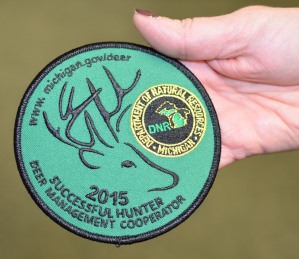 www.michigan.gov/deer
DEPARTMENT OF NATURAL RESOURCES
DNR
MICHIGAN
2015
SUCCESSFUL HUNTER
DEER MANAGEMENT COOPERATOR